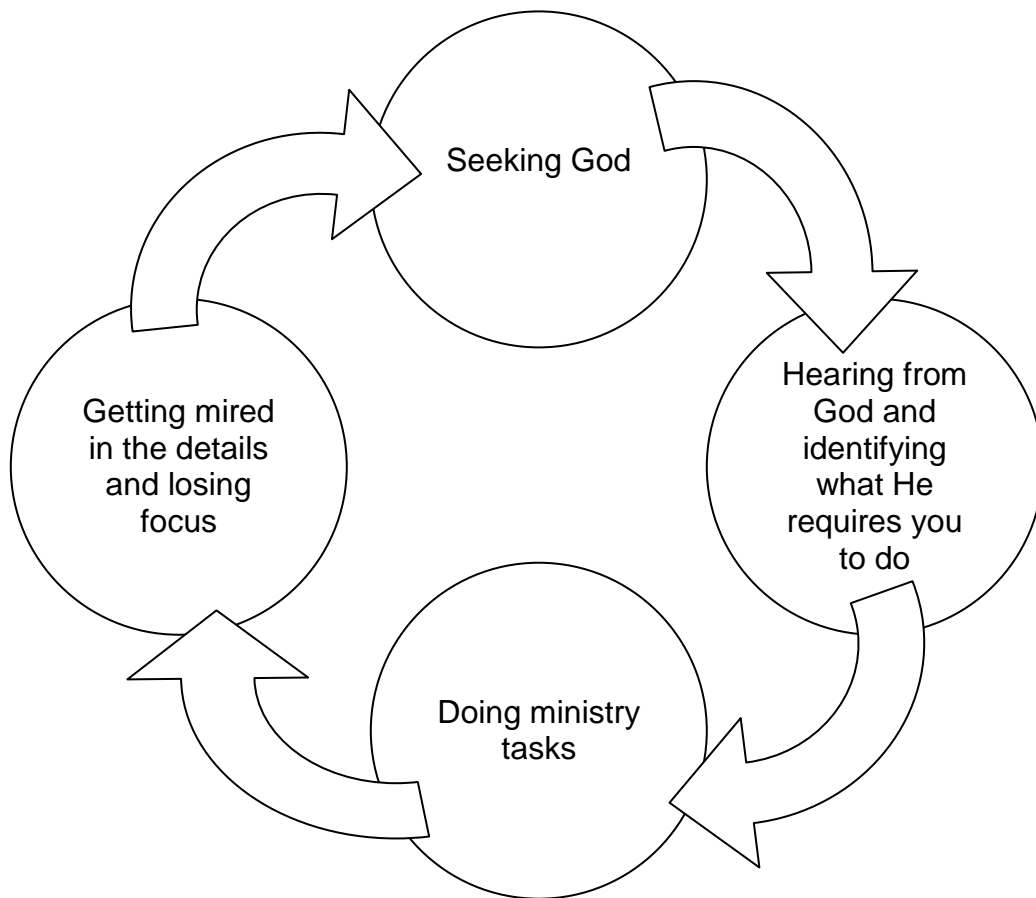 Seeking God
Hearing from
God and
identifying
what He
requires you
to do
Doing ministry
tasks
Getting mired
in the details
and losing
focus